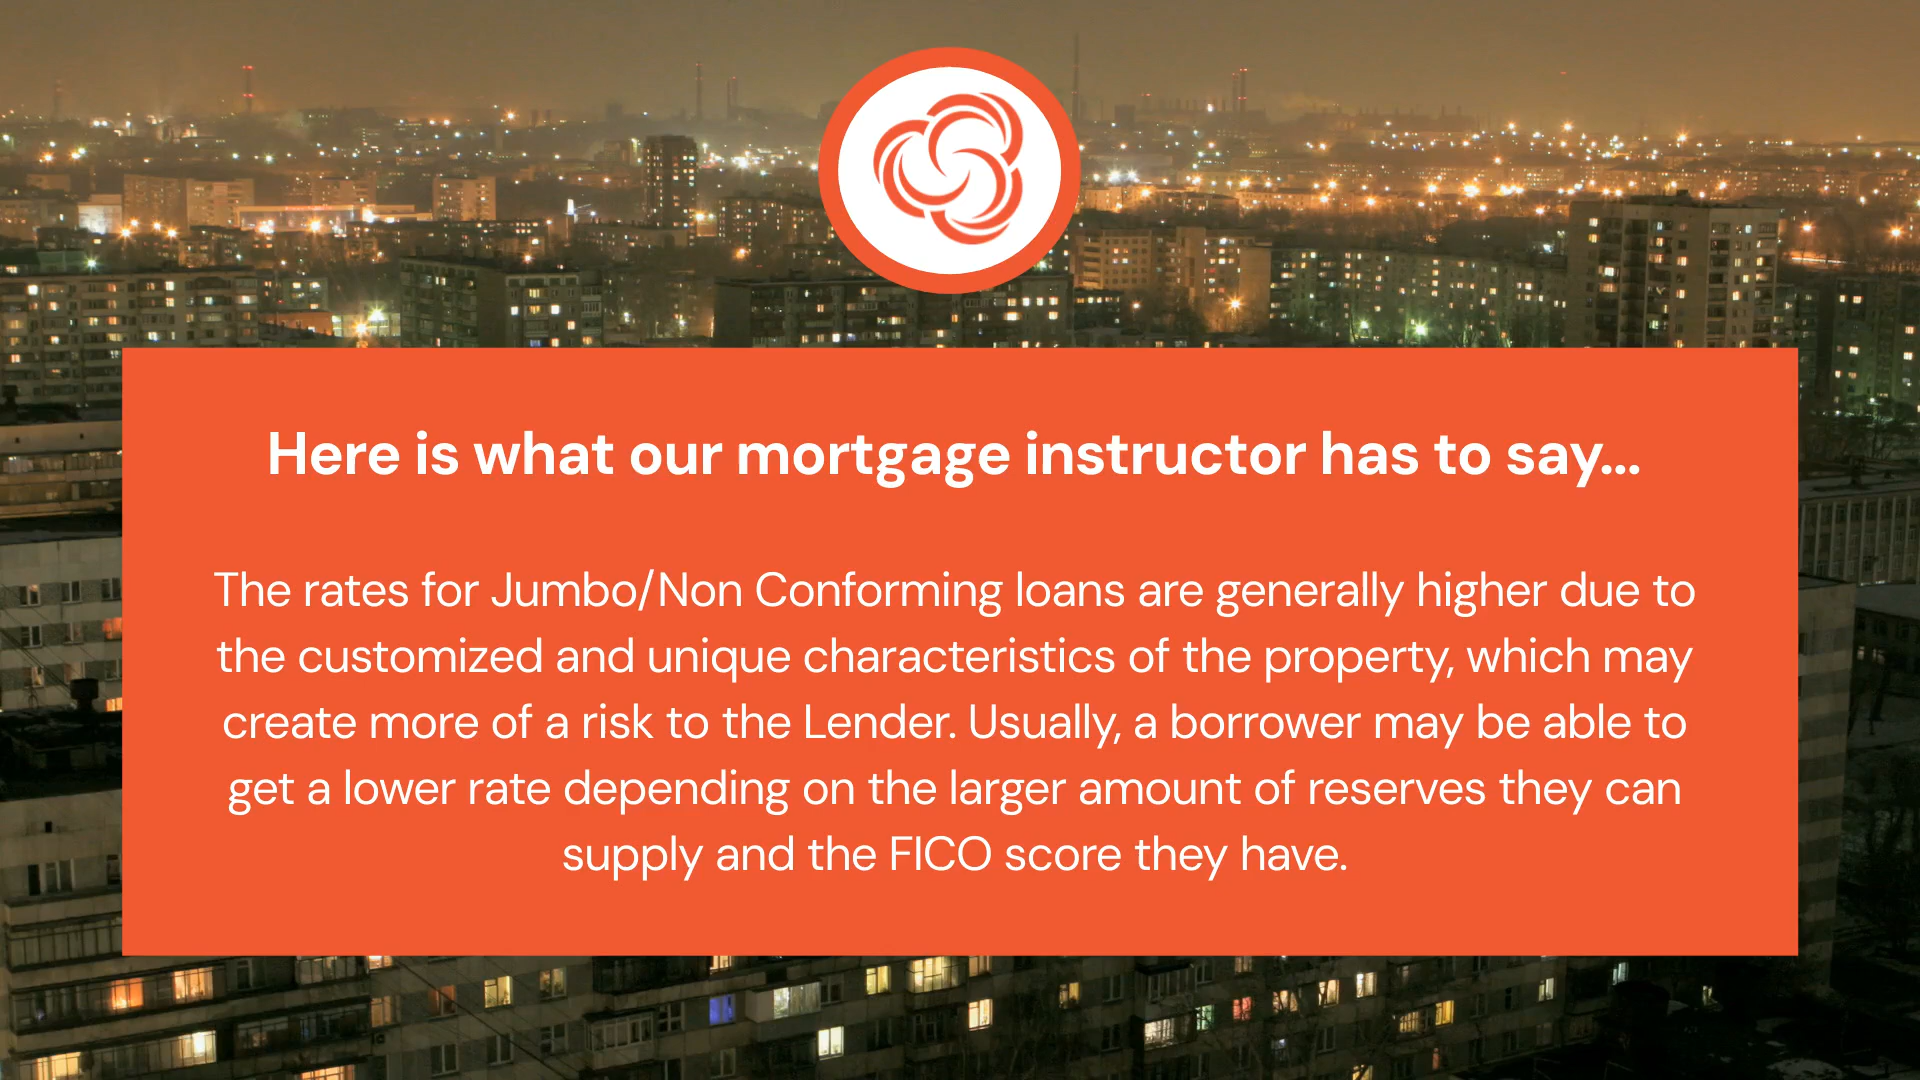 Here is what our mortgage instructor has to say...
The rates for Jumbo/Non Conforming loans are generally higher due to
the customized and unique characteristics of the property, which may
create more of a risk to the Lender. Usually, a borrower may be able to
get a lower rate depending on the larger amount of reserves they can
supply and the FICO score they have.